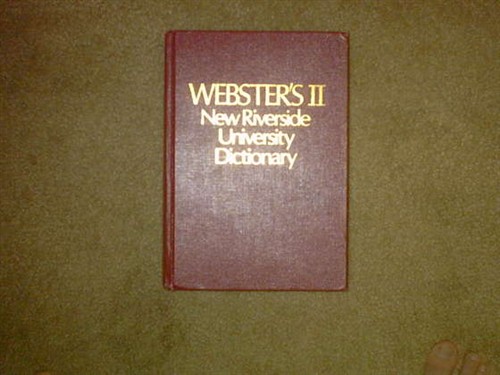 WEBSTER'S II
New Riverside
University
Dictionary